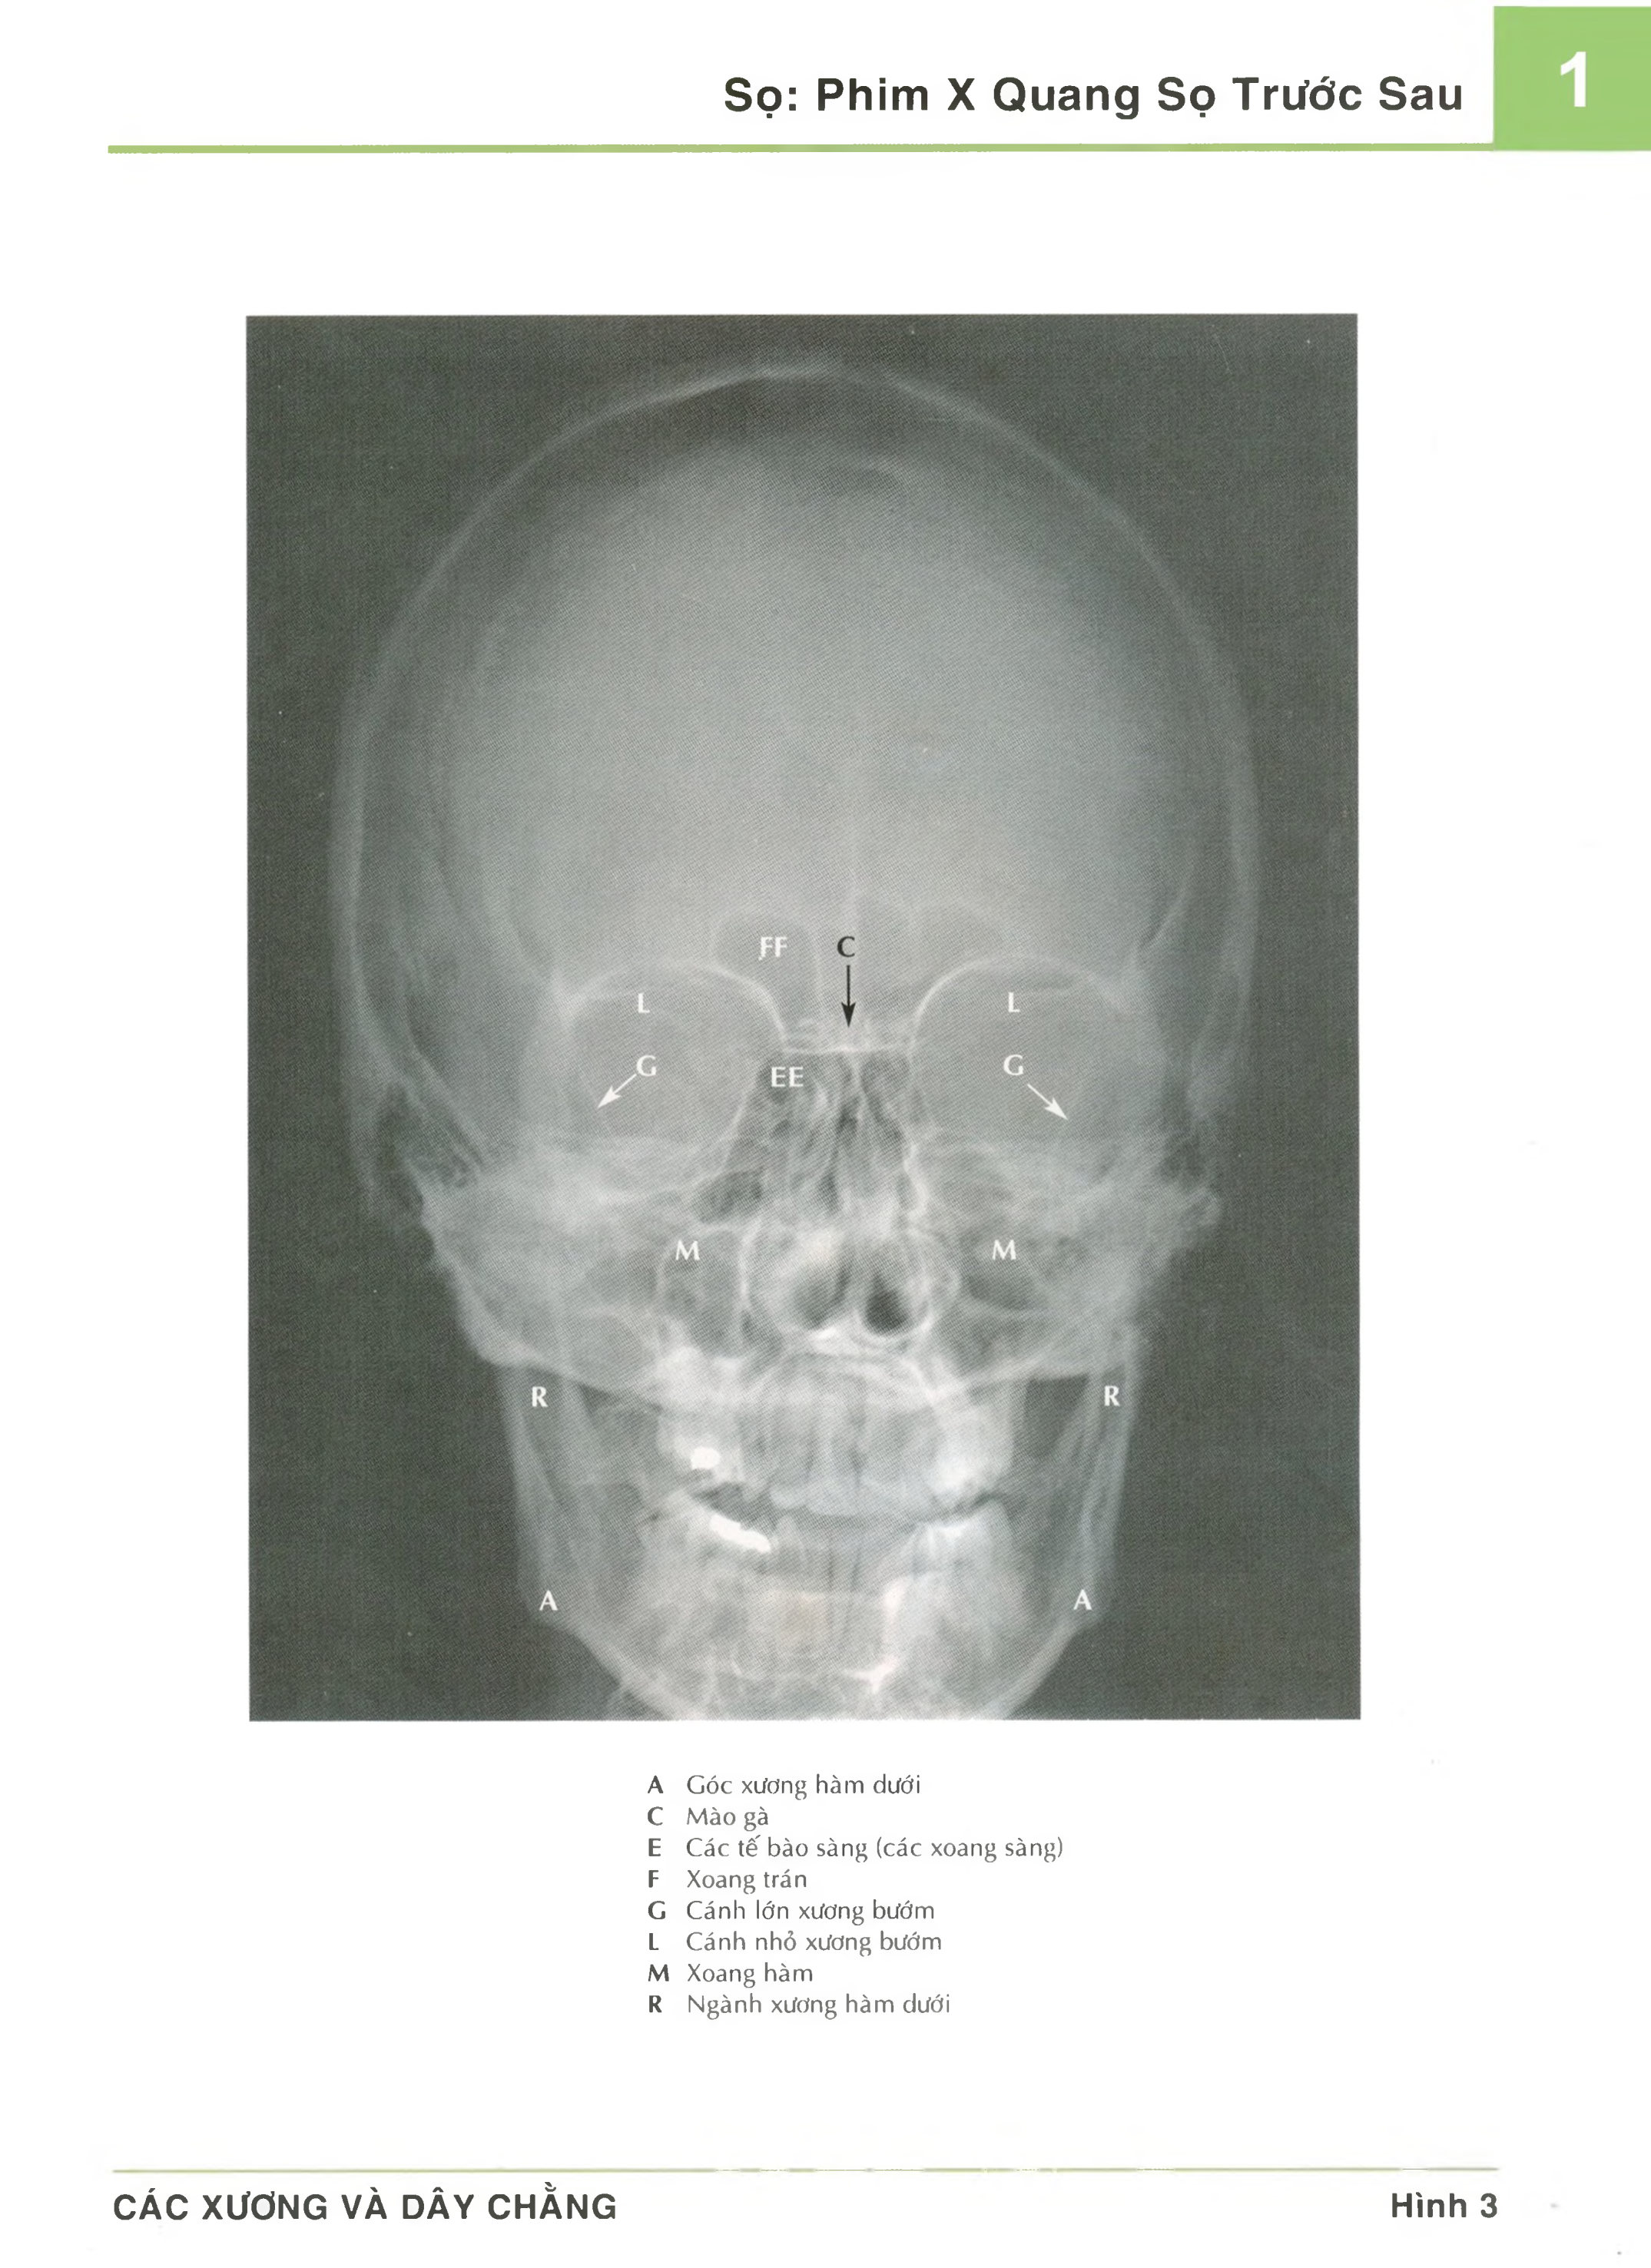 Sọ: Phim X Quang Sọ Trước Sau
1
FF
C
L
L
G
G
EE
M
M
R
R
A
A
A Góc xương hàm dưới
C Mào gà
E Các tế bào sàng (các xoang sàng)
F Xoang trán
G Cánh lớn xương bướm
L Cánh nhỏ xương bướm
M Xoang hàm
R Ngành xương hàm dưới
CÁC XƯƠNG VÀ DÂY CHẰNG
Hình 3